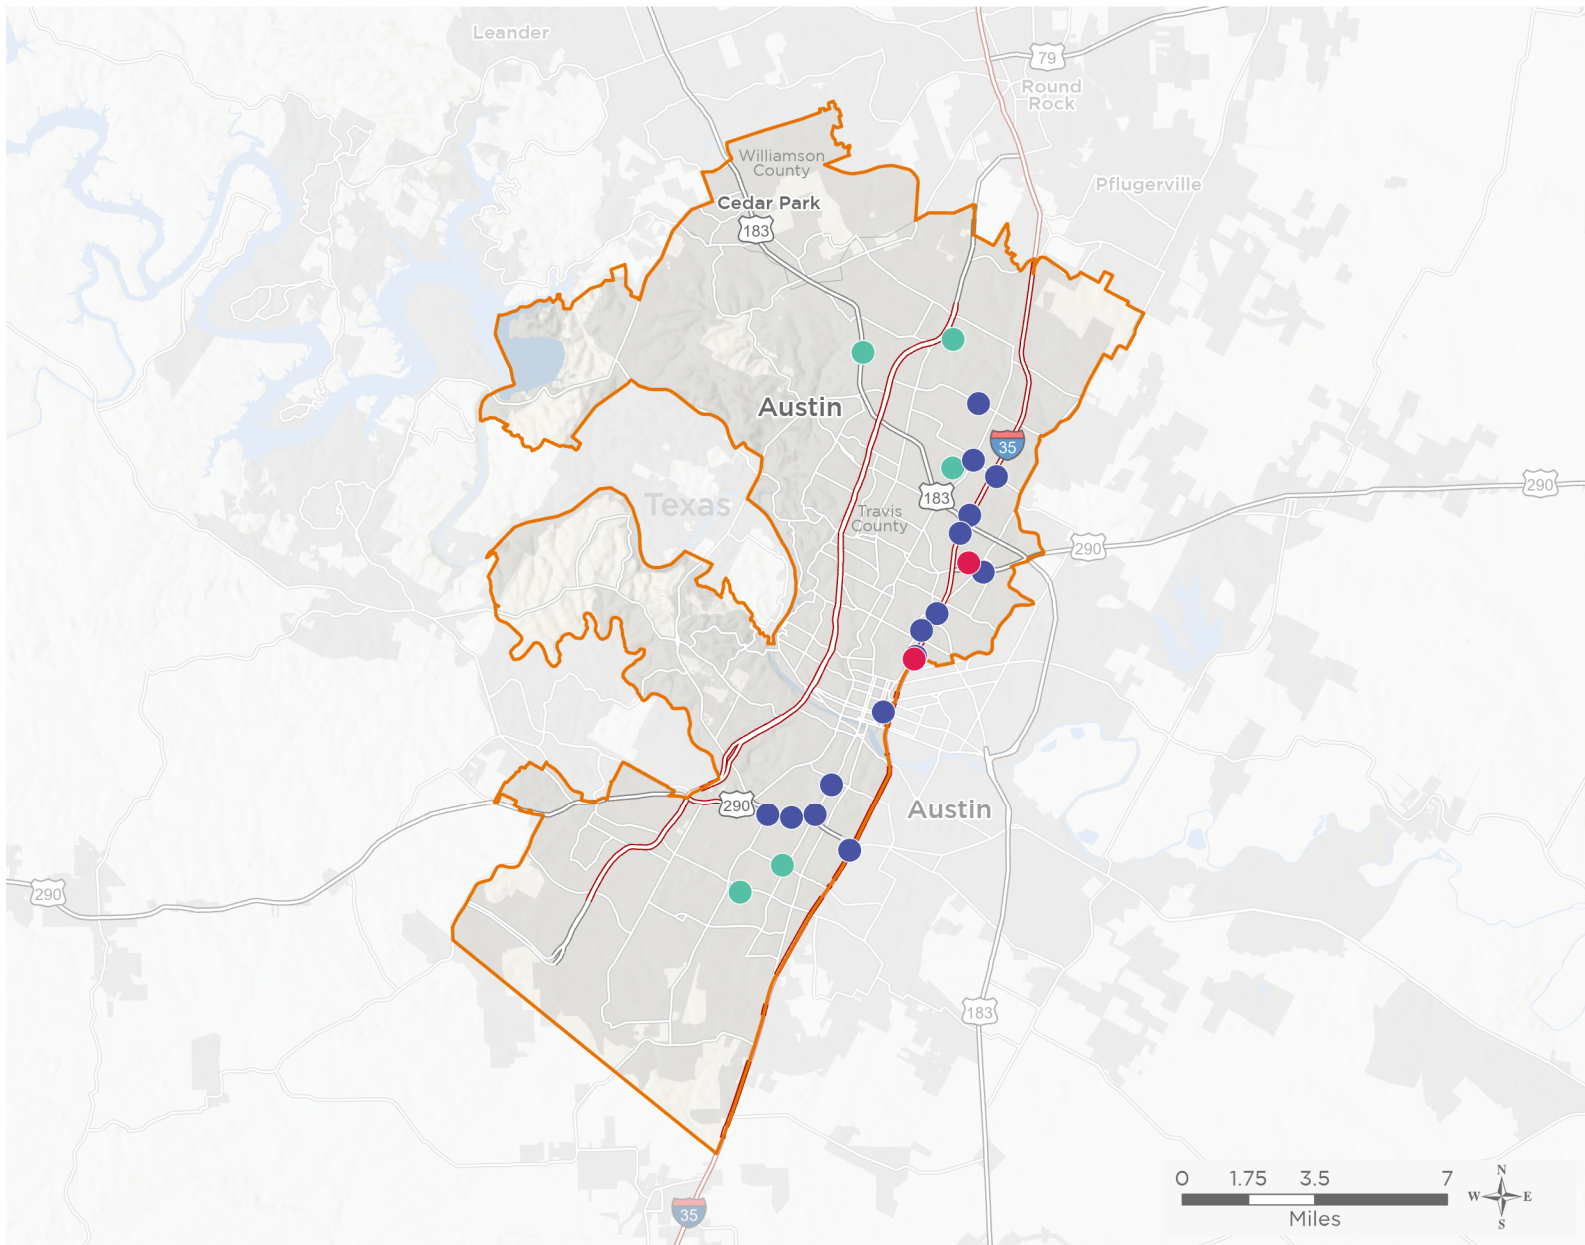 Leander
79
Round
Rock
Williamson
County
Pflugerville
Cedar Park
183
Austin
35
290
183
Texas
Travis
County
290
290
Austin
290
183
35
0 1.75 3.5 7
Miles
N
W E
S